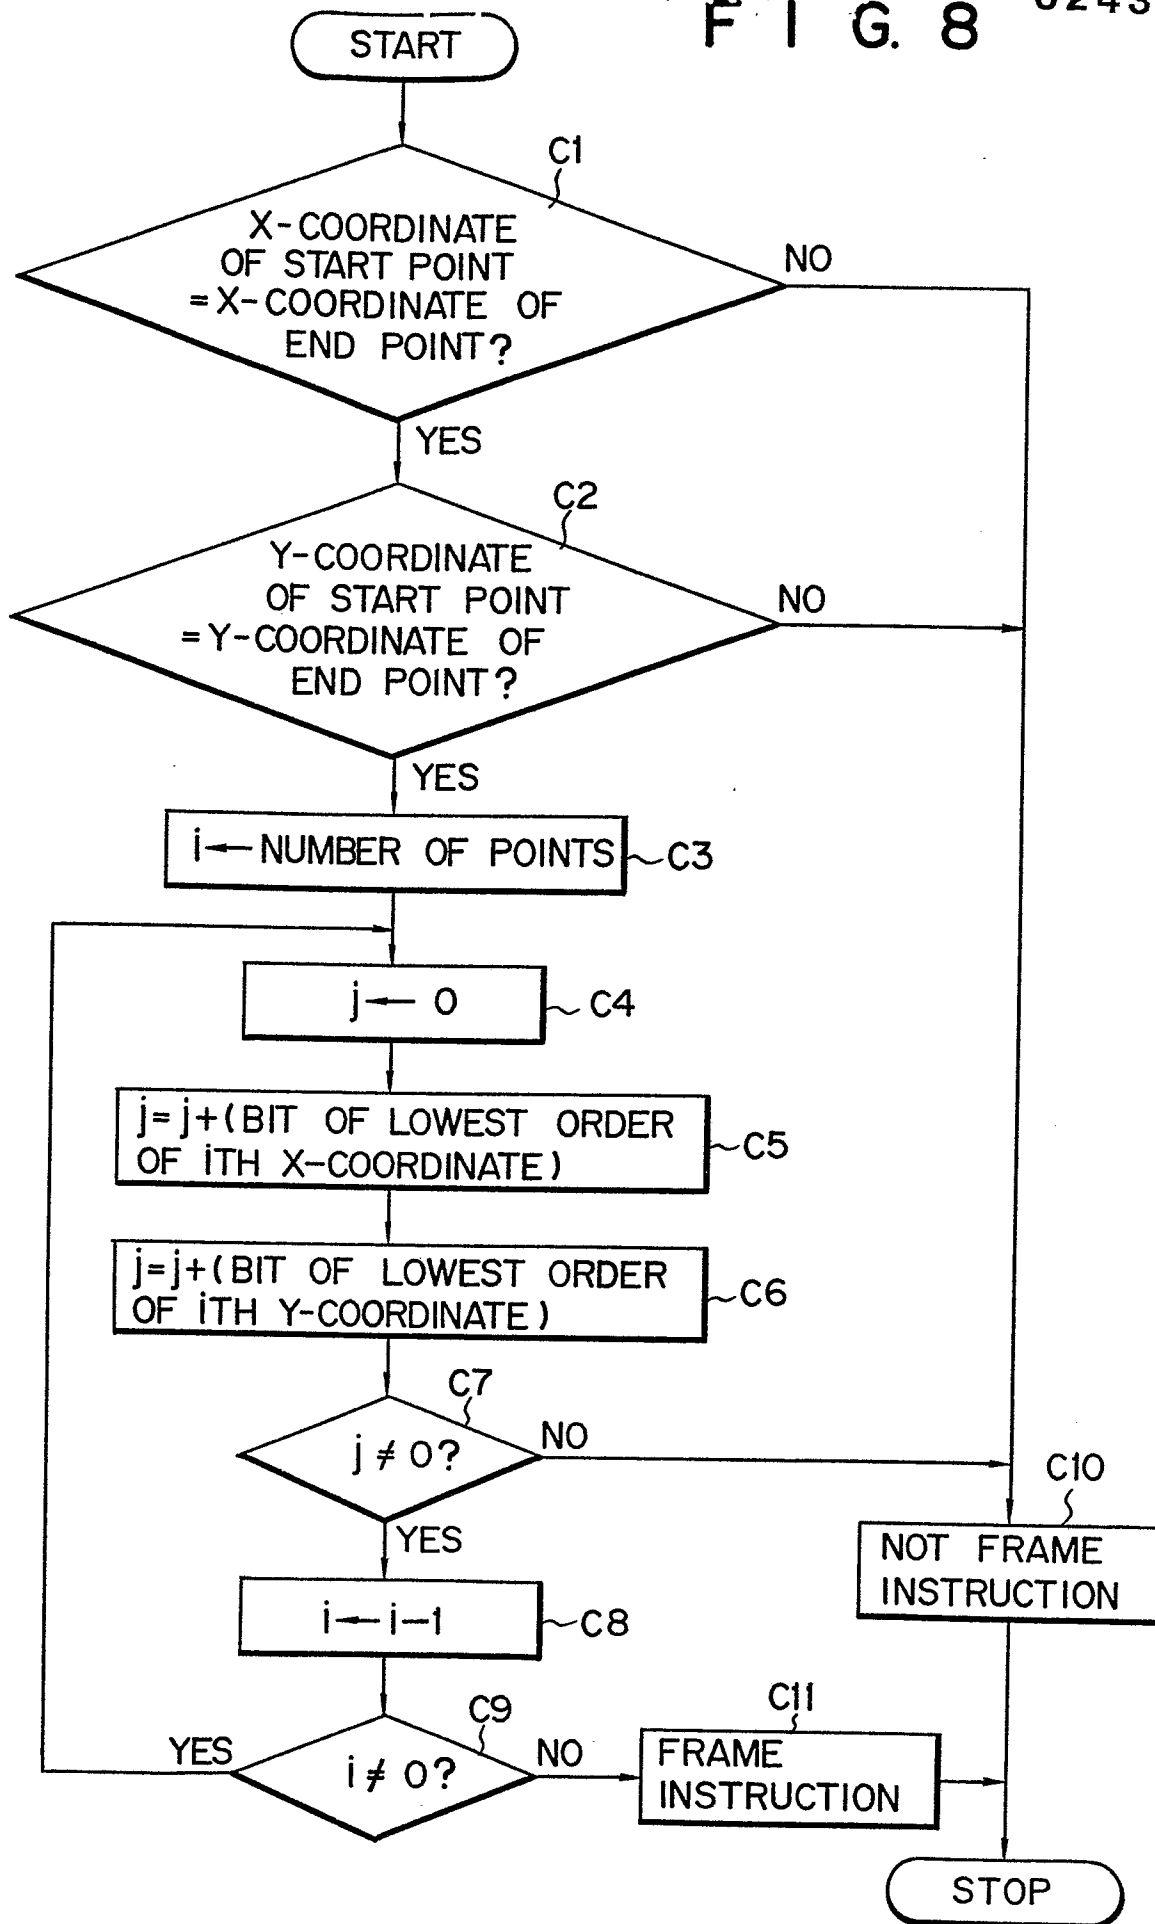 FIG. 8
START
C1
X-COORDINATE
OF START POINT
=X-COORDINATE OF
END POINT?
NO
YES
C2
Y-COORDINATE
OF START POINT
=Y-COORDINATE OF
END POINT?
NO
YES
i←NUMBER OF POINTS
C3
j←0
C4
j=j+(BIT OF LOWEST ORDER
OF iTH X-COORDINATE)
C5
j=j+(BIT OF LOWEST ORDER
OF iTH Y-COORDINATE)
C6
C7
j≠0?
NO
YES
C10
NOT FRAME
INSTRUCTION
i←i-1
C8
C9
YES
i≠0?
NO
C11
FRAME
INSTRUCTION
STOP